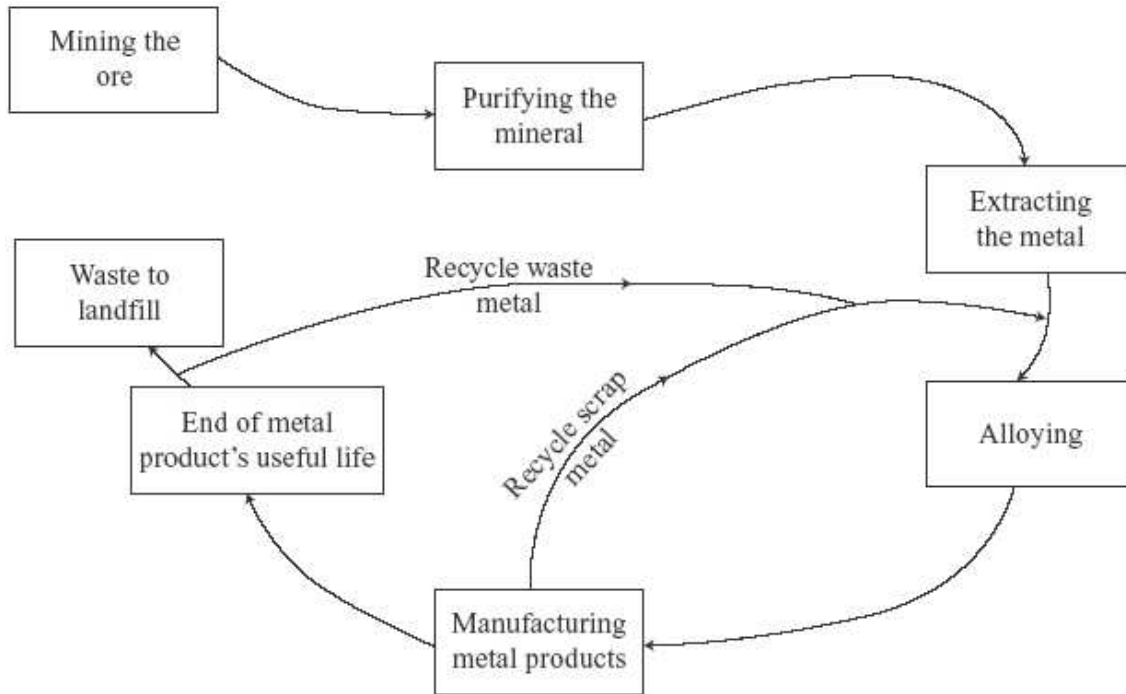 Mining the
ore
Purifying the
mineral
Extracting
the metal
Waste to
landfill
Recycle waste
metal
End of metal
product's useful life
Recycle scrap
metal
Alloying
Manufacturing
metal products